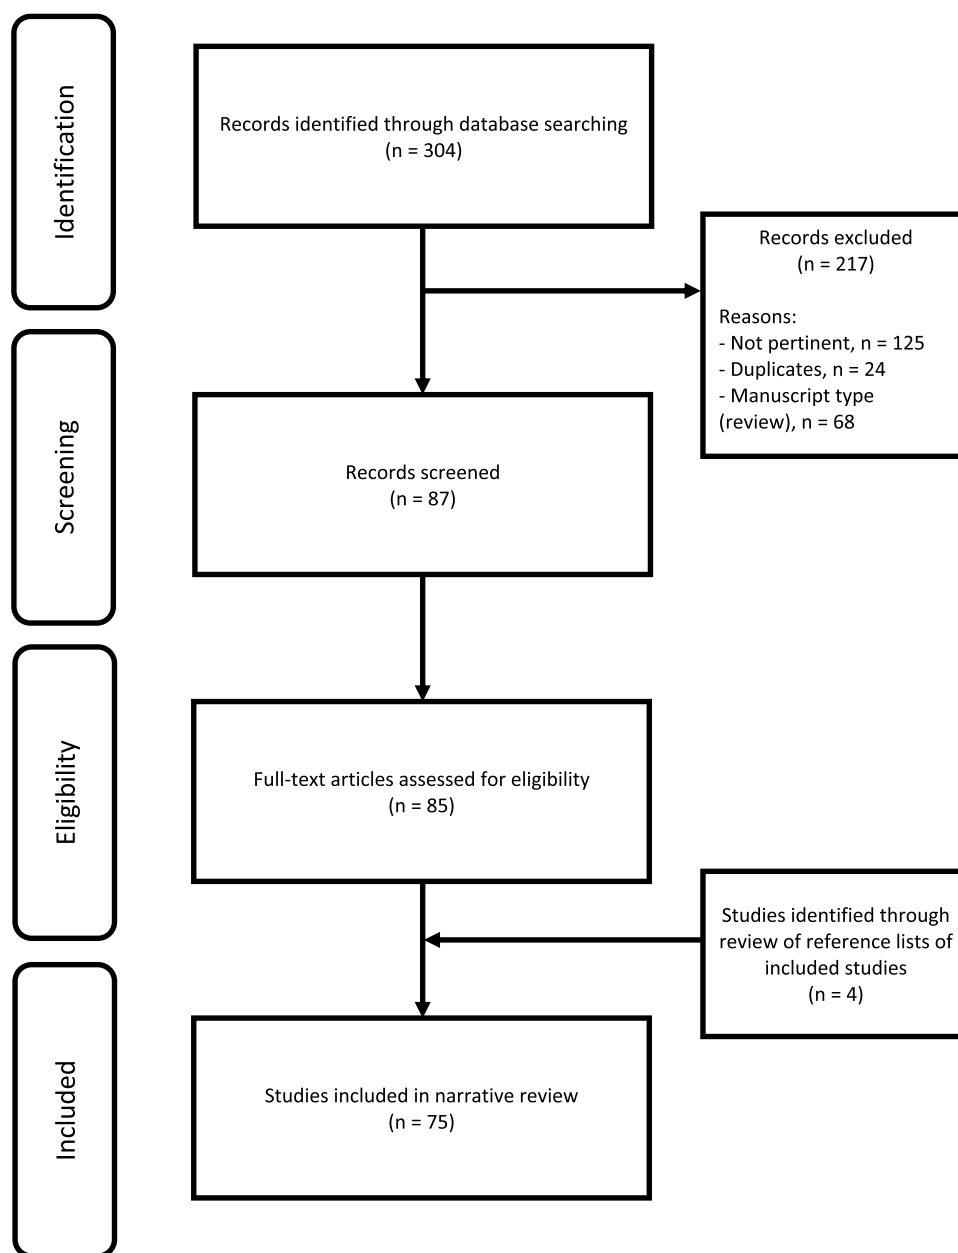 Identification
Records identified through database searching
(n = 304)
Records excluded
(n = 217)
Reasons:
- Not pertinent, n = 125
- Duplicates, n = 24
- Manuscript type
(review), n = 68
Screening
Records screened
(n = 87)
Eligibility
Full-text articles assessed for eligibility
(n = 85)
Studies identified through
review of reference lists of
included studies
(n = 4)
Included
Studies included in narrative review
(n = 75)